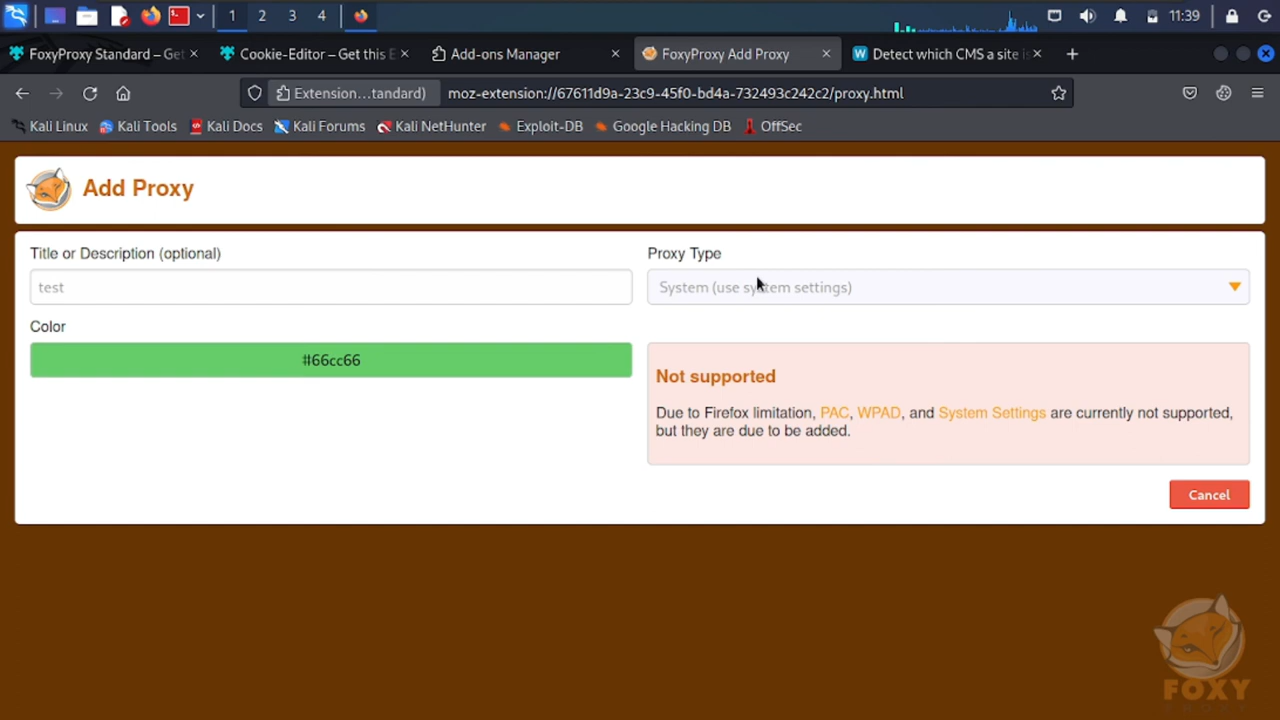 1 2 3 4 11:39
FoxyProxy Standard – Get
Cookie-Editor – Get this E
Add-ons Manager
FoxyProxy Add Proxy
Detect which CMS a site is
Extension...tandard) moz-extension://67611d9a-23c9-45f0-bd4a-732493c242c2/proxy.html
Kali Linux Kali Tools Kali Docs Kali Forums Kali NetHunter Exploit-DB Google Hacking DB OffSec
Add Proxy
Title or Description (optional)
test
Color
#66cc66
Proxy Type
System (use system settings)
Not supported
Due to Firefox limitation, PAC, WPAD, and System Settings are currently not supported,
but they are due to be added.
Cancel
FOXY
PROXY